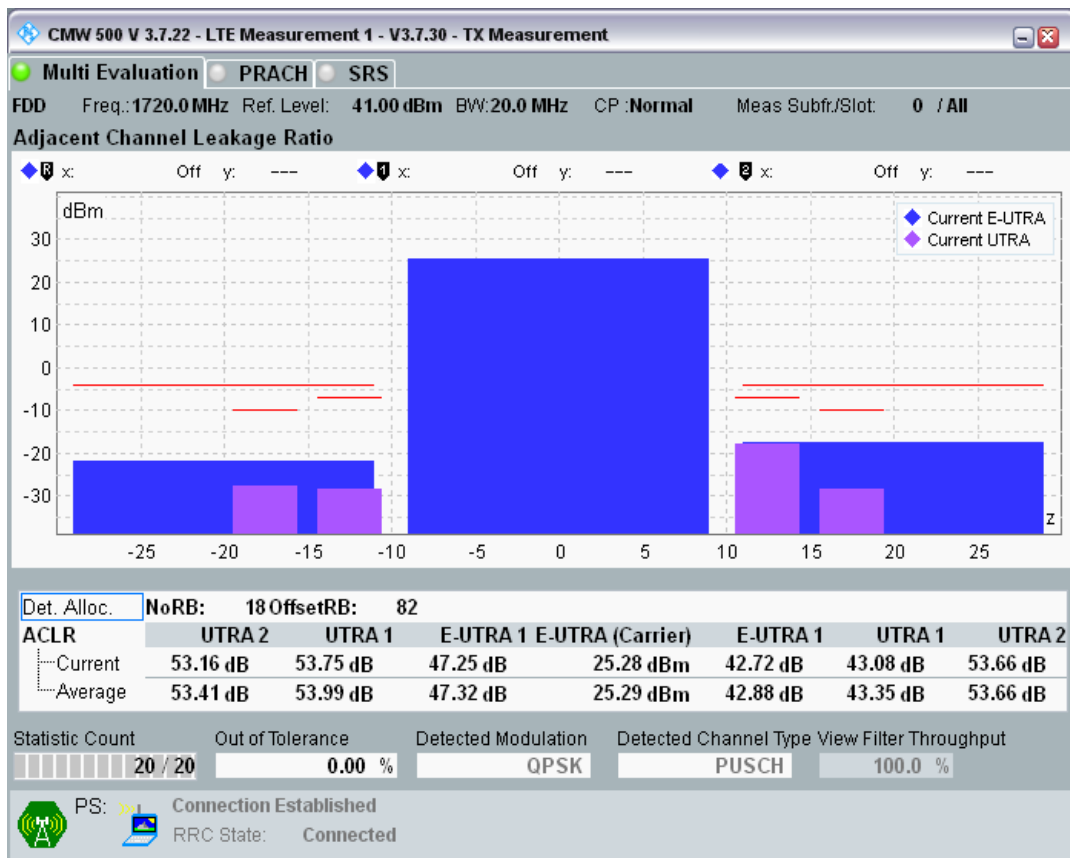 CMW 500 V 3.7.22 - LTE Measurement 1 - V3.7.30 - TX Measurement
Multi Evaluation PRACH SRS
FDD Freq.: 1720.0 MHz Ref. Level: 41.00 dBm BW: 20.0 MHz CP : Normal Meas Subfr./Slot: 0 / All
Adjacent Channel Leakage Ratio
R x: Off y: --- 1 x: Off y: --- 2 x: Off y: ---
dBm
Current E-UTRA
Current UTRA
30
20
10
0
-10
-20
-30
z
-25 -20 -15 -10 -5 0 5 10 15 20 25
Det. Alloc. NoRB: 18 OffsetRB: 82
ACLR UTRA 2 UTRA 1 E-UTRA 1 E-UTRA (Carrier) E-UTRA 1 UTRA 1 UTRA 2
Current 53.16 dB 53.75 dB 47.25 dB 25.28 dBm 42.72 dB 43.08 dB 53.66 dB
Average 53.41 dB 53.99 dB 47.32 dB 25.29 dBm 42.88 dB 43.35 dB 53.66 dB
Statistic Count Out of Tolerance Detected Modulation Detected Channel Type View Filter Throughput
20 / 20 0.00 % QPSK PUSCH 100.0 %
PS: Connection Established
RRC State: Connected